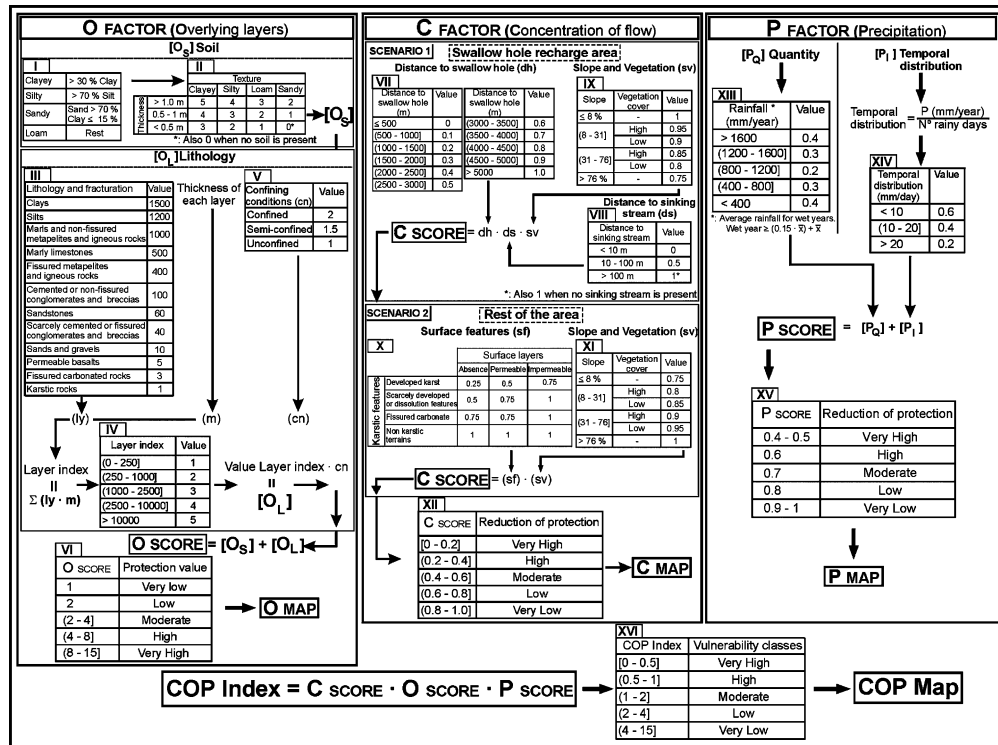 O FACTOR (Overlying layers)
[OS] Soil
I
Clayey > 30 % Clay
Silty > 70 % Silt
Sandy Sand > 70 % Clay ≤ 15 %
Loam Rest
II
Texture
Clayey Silty Loam Sandy
Thickness
> 1.0 m 5 4 3 2
0.5 - 1 m 4 3 2 1
< 0.5 m 3 2 1 0*
*: Also 0 when no soil is present
[OS]
[OL] Lithology
III
Lithology and fracturation Value
Clays 1500
Silts 1200
Marls and non-fissured metapelites and igneous rocks 1000
Marly limestones 500
Fissured metapelites and igneous rocks 400
Cemented or non-fissured conglomerates and breccias 100
Sandstones 60
Scarcely cemented or fissured conglomerates and breccias 40
Sands and gravels 10
Permeable basalts 5
Fissured carbonated rocks 3
Karstic rocks 1
Thickness of each layer
V
Confining conditions (cn) Value
Confined 2
Semi-confined 1.5
Unconfined 1
(ly) (m) (cn)
Layer index
=
Σ (ly · m)
IV
Layer index Value
(0 - 250] 1
(250 - 1000] 2
(1000 - 2500] 3
(2500 - 10000] 4
> 10000 5
Value Layer index · cn
=
[OL]
O SCORE = [OS] + [OL]
VI
O SCORE Protection value
1 Very low
2 Low
(2 - 4] Moderate
(4 - 8] High
(8 - 15] Very High
O MAP
C FACTOR (Concentration of flow)
SCENARIO 1
Swallow hole recharge area
Distance to swallow hole (dh)
VII
Distance to swallow hole (m) Value Distance to swallow hole (m) Value
≤ 500 0 (3000 - 3500] 0.6
(500 - 1000] 0.1 (3500 - 4000] 0.7
(1000 - 1500] 0.2 (4000 - 4500] 0.8
(1500 - 2000] 0.3 (4500 - 5000] 0.9
(2000 - 2500] 0.4 > 5000 1.0
(2500 - 3000] 0.5
Slope and Vegetation (sv)
IX
Slope Vegetation cover Value
≤ 8 % - 1
(8 - 31] High 0.95
Low 0.9
(31 - 76] High 0.85
Low 0.8
> 76 % - 0.75
C SCORE = dh · ds · sv
Distance to sinking stream (ds)
VIII
Distance to sinking stream Value
< 10 m 0
10 - 100 m 0.5
> 100 m 1*
*: Also 1 when no sinking stream is present
SCENARIO 2
Rest of the area
Surface features (sf)
X
Surface layers
Absence Permeable Impermeable
Karstic features
Developed karst 0.25 0.5 0.75
Scarcely developed or dissolution features 0.5 0.75 1
Fissured carbonate 0.75 0.75 1
Non karstic terrains 1 1 1
Slope and Vegetation (sv)
XI
Slope Vegetation cover Value
≤ 8 % - 0.75
(8 - 31] High 0.8
Low 0.85
(31 - 76] High 0.9
Low 0.95
> 76 % - 1
C SCORE = (sf) · (sv)
XII
C SCORE Reduction of protection
[0 - 0.2] Very High
(0.2 - 0.4] High
(0.4 - 0.6] Moderate
(0.6 - 0.8] Low
(0.8 - 1.0] Very Low
C MAP
P FACTOR (Precipitation)
[PQ] Quantity
XIII
Rainfall * (mm/year) Value
> 1600 0.4
(1200 - 1600] 0.3
(800 - 1200] 0.2
(400 - 800] 0.3
< 400 0.4
*: Average rainfall for wet years.
Wet year ≥ (0.15 · x̅) + x̅
[PI] Temporal distribution
Temporal distribution = P (mm/year) / Nº rainy days
XIV
Temporal distribution (mm/day) Value
< 10 0.6
(10 - 20] 0.4
> 20 0.2
P SCORE = [PQ] + [PI]
XV
P SCORE Reduction of protection
0.4 - 0.5 Very High
0.6 High
0.7 Moderate
0.8 Low
0.9 - 1 Very Low
P MAP
COP Index = C SCORE · O SCORE · P SCORE
XVI
COP Index Vulnerability classes
[0 - 0.5] Very High
(0.5 - 1] High
(1 - 2] Moderate
(2 - 4] Low
(4 - 15] Very Low
COP Map